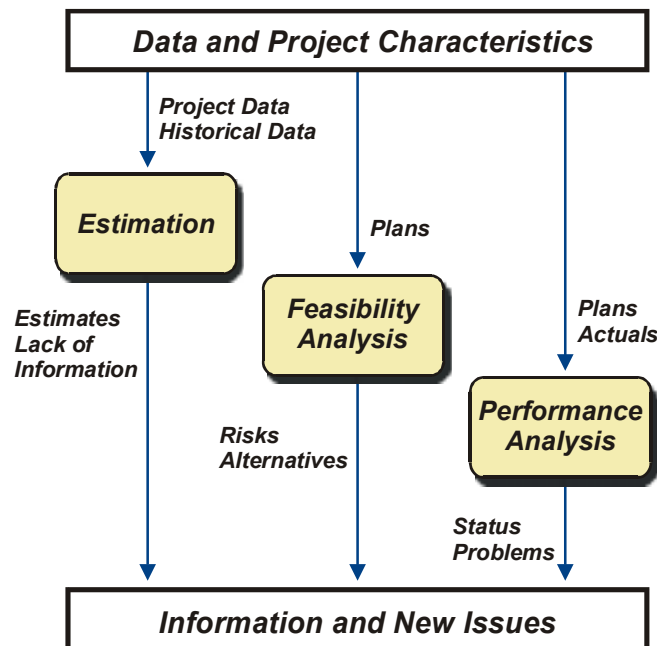 Data and Project Characteristics
Project Data
Historical Data
Estimation
Plans
Feasibility
Analysis
Estimates
Lack of
Information
Plans
Actuals
Performance
Analysis
Risks
Alternatives
Status
Problems
Information and New Issues